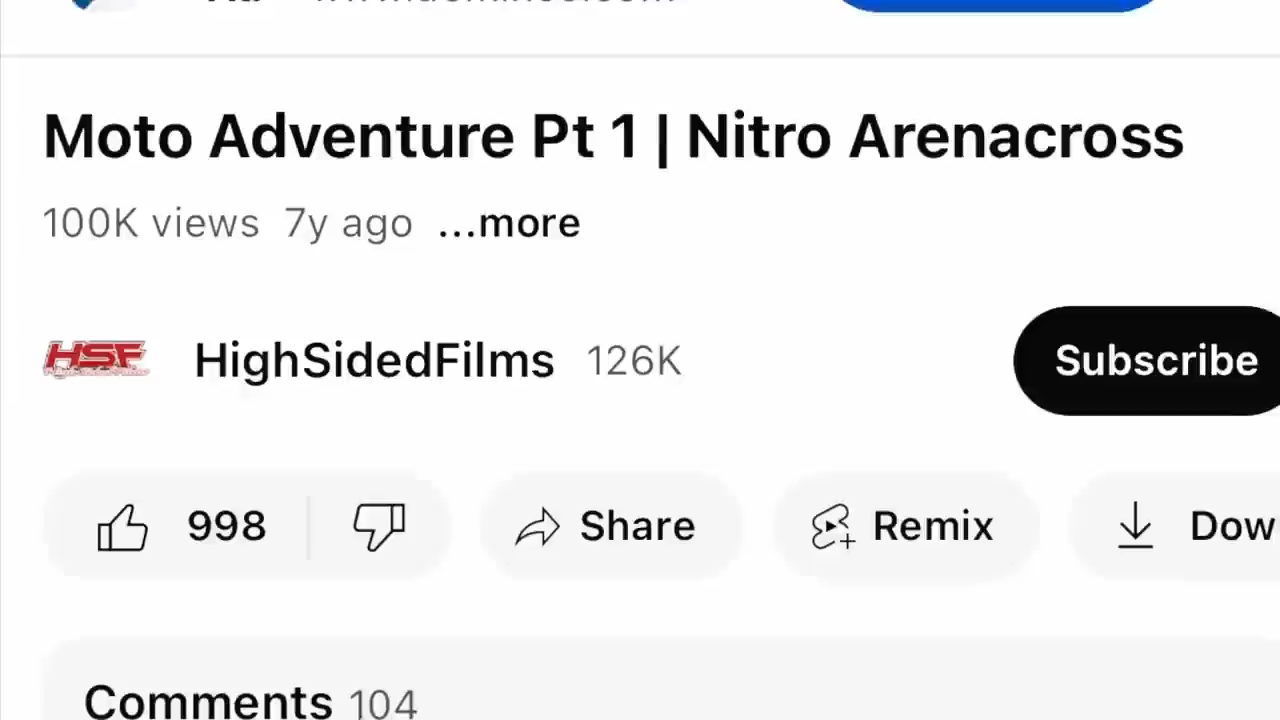 Moto Adventure Pt 1 | Nitro Arenacross
100K views 7y ago ...more
HSF HighSidedFilms 126K Subscribe
998 Share Remix Dow
Comments 104